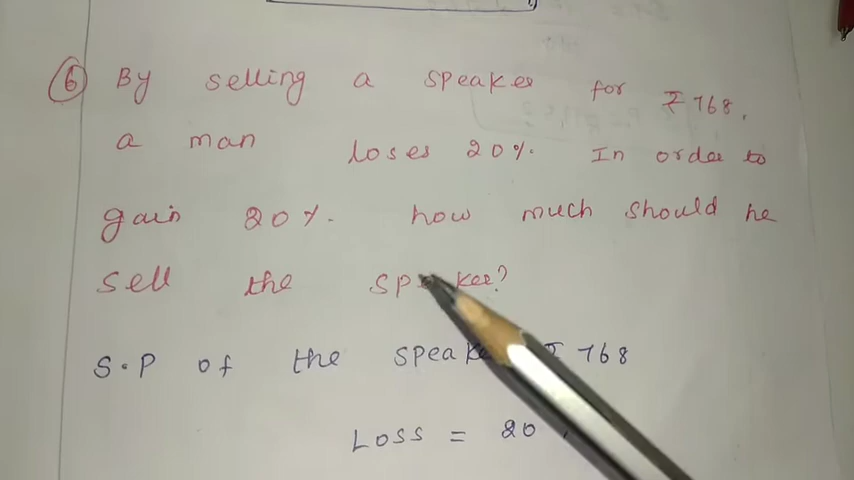 6 By selling a speaker for ₹ 768,
a man loses 20%. In order to
gain 20%. how much should he
sell the
S.P of the ₹ 768
Loss = 20